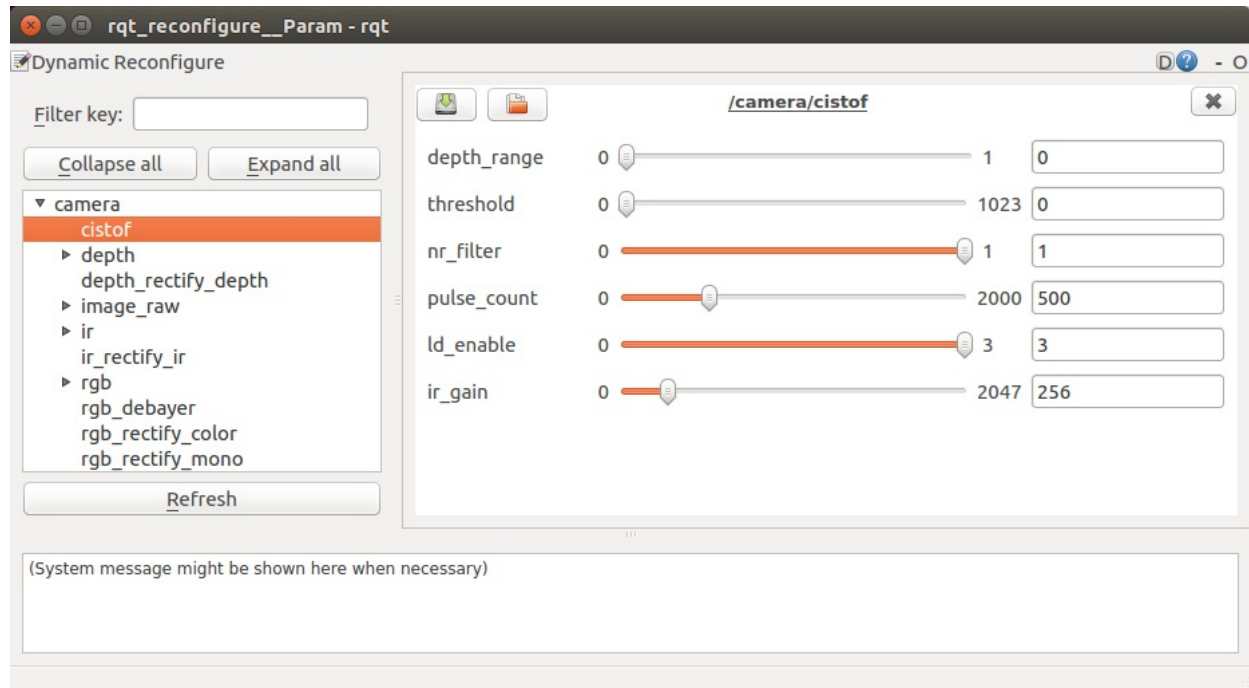 rqt_reconfigure__Param - rqt
Dynamic Reconfigure
D ? - O
Filter key:
Collapse all Expand all
camera
cistof
depth
depth_rectify_depth
image_raw
ir
ir_rectify_ir
rgb
rgb_debayer
rgb_rectify_color
rgb_rectify_mono
Refresh
/camera/cistof
depth_range 0 1 0
threshold 0 1023 0
nr_filter 0 1 1
pulse_count 0 2000 500
ld_enable 0 3 3
ir_gain 0 2047 256
(System message might be shown here when necessary)